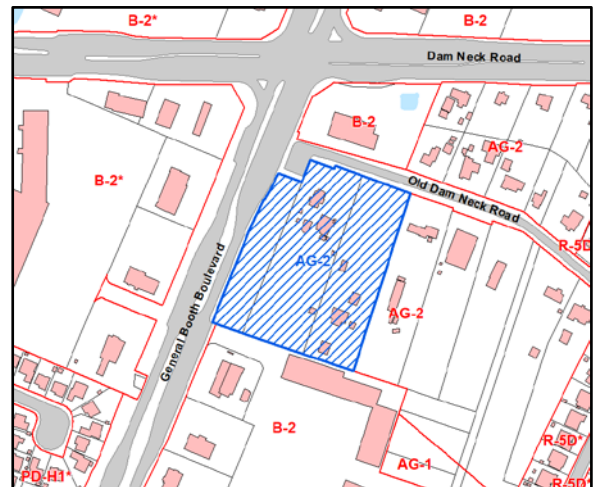 B-2*
B-2
Dam Neck Road
B-2
AG-2
B-2*
Old Dam Neck Road
R-5D
AG-2
General Booth Boulevard
AG-2
B-2
R-5D*
AG-1
PD-H1*
R-5D*